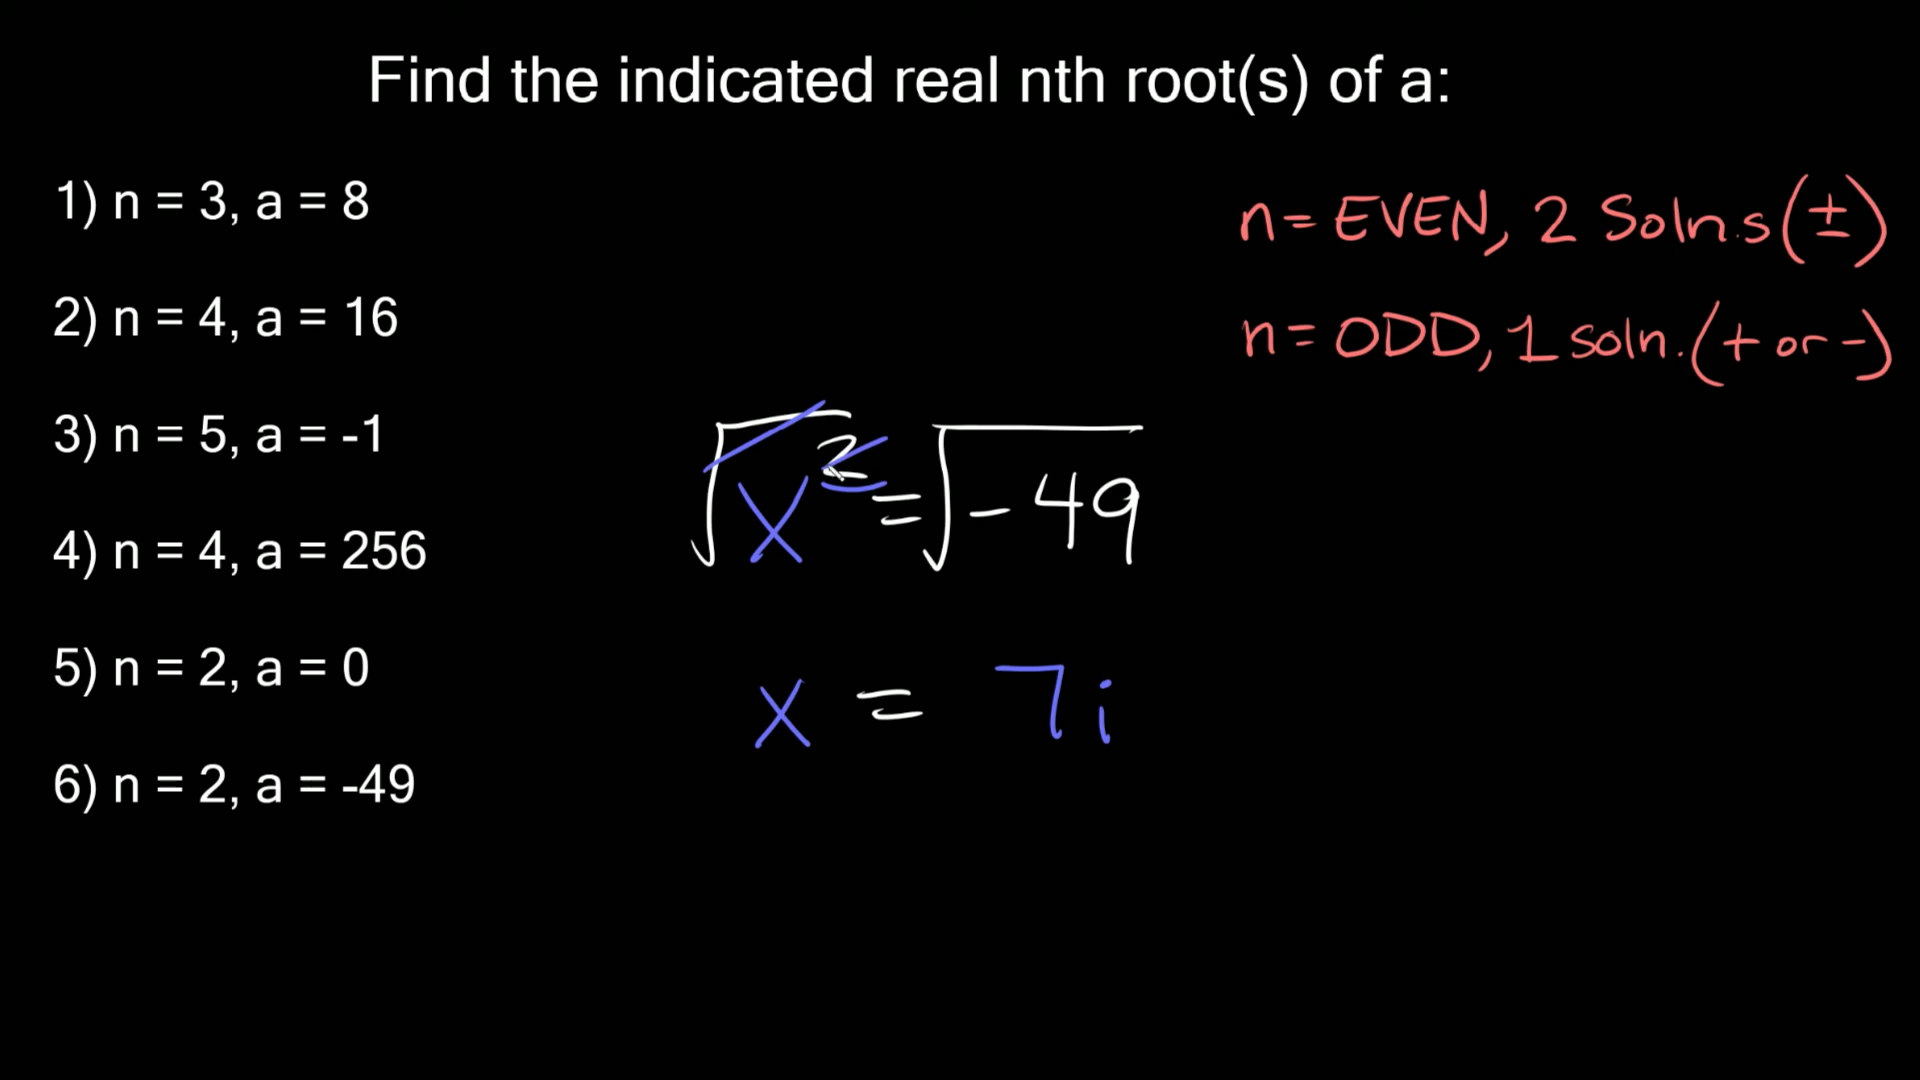 Find the indicated real nth root(s) of a:
1) n = 3, a = 8
n = EVEN, 2 Soln.s (±)
2) n = 4, a = 16
n = ODD, 1 soln. (+ or -)
3) n = 5, a = -1
√x² = √-49
4) n = 4, a = 256
5) n = 2, a = 0
x = 7i
6) n = 2, a = -49